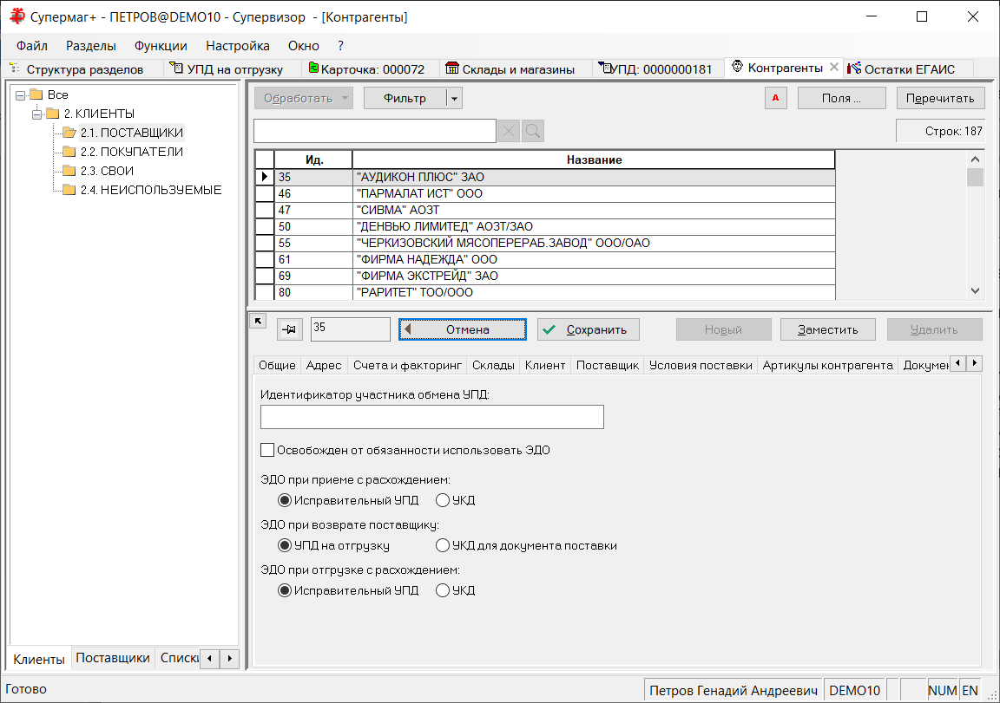 Супермаг+ - ПЕТРОВ@DEMO10 - Супервизор - [Контрагенты]
Файл Разделы Функции Настройка Окно ?
Структура разделов УПД на отгрузку Карточка: 000072 Склады и магазины УПД: 0000000181 Контрагенты Остатки ЕГАИС
Все
2. КЛИЕНТЫ
2.1. ПОСТАВЩИКИ
2.2. ПОКУПАТЕЛИ
2.3. СВОИ
2.4. НЕИСПОЛЬЗУЕМЫЕ
Клиенты Поставщики Списки
Обработать Фильтр A Поля ... Перечитать
Строк: 187
Ид. Название
35 "АУДИКОН ПЛЮС" ЗАО
46 "ПАРМАЛАТ ИСТ" ООО
47 "СИВМА" АОЗТ
50 "ДЕНВЬЮ ЛИМИТЕД" АОЗТ/ЗАО
55 "ЧЕРКИЗОВСКИЙ МЯСОПЕРЕРАБ.ЗАВОД" ООО/ОАО
61 "ФИРМА НАДЕЖДА" ООО
69 "ФИРМА ЭКСТРЕЙД" ЗАО
80 "РАРИТЕТ" ТОО/ООО
35 Отмена Сохранить Новый Заместить Удалить
Общие Адрес Счета и факторинг Склады Клиент Поставщик Условия поставки Артикулы контрагента Докумен
Идентификатор участника обмена УПД:
Освобожден от обязанности использовать ЭДО
ЭДО при приеме с расхождением:
Исправительный УПД УКД
ЭДО при возврате поставщику:
УПД на отгрузку УКД для документа поставки
ЭДО при отгрузке с расхождением:
Исправительный УПД УКД
Готово Петров Генадий Андреевич DEMO10 NUM EN